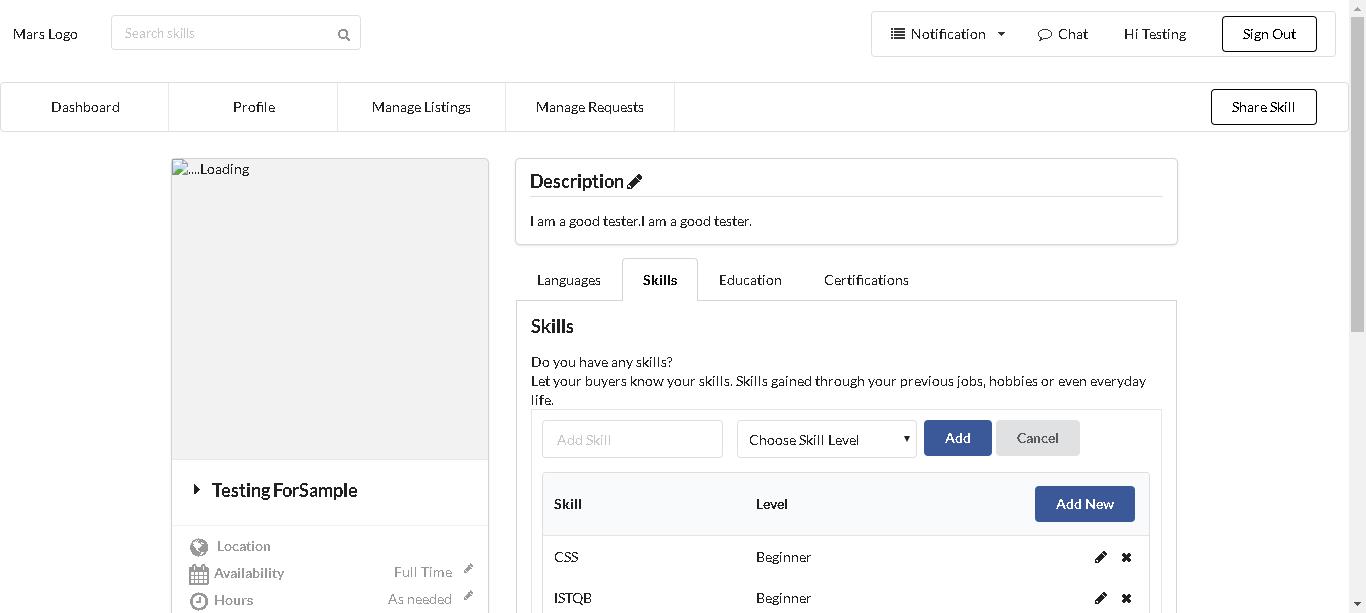 Mars Logo
Search skills
Notification
Chat
Hi Testing
Sign Out
Dashboard
Profile
Manage Listings
Manage Requests
Share Skill
....Loading
Testing ForSample
Location
Availability
Full Time
Hours
As needed
Description
I am a good tester.I am a good tester.
Languages
Skills
Education
Certifications
Skills
Do you have any skills?
Let your buyers know your skills. Skills gained through your previous jobs, hobbies or even everyday
life.
Add Skill
Choose Skill Level
Add
Cancel
Skill
Level
Add New
CSS
Beginner
ISTQB
Beginner